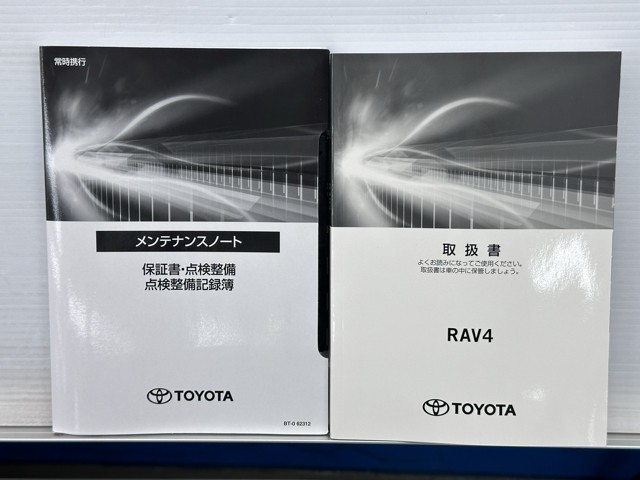 常時携行
メンテナンスノート
保証書・点検整備
点検整備記録簿
TOYOTA
BT-0 62312
取扱書
よくお読みになってご使用ください。
取扱書は車の中に保管しましょう。
RAV4
TOYOTA